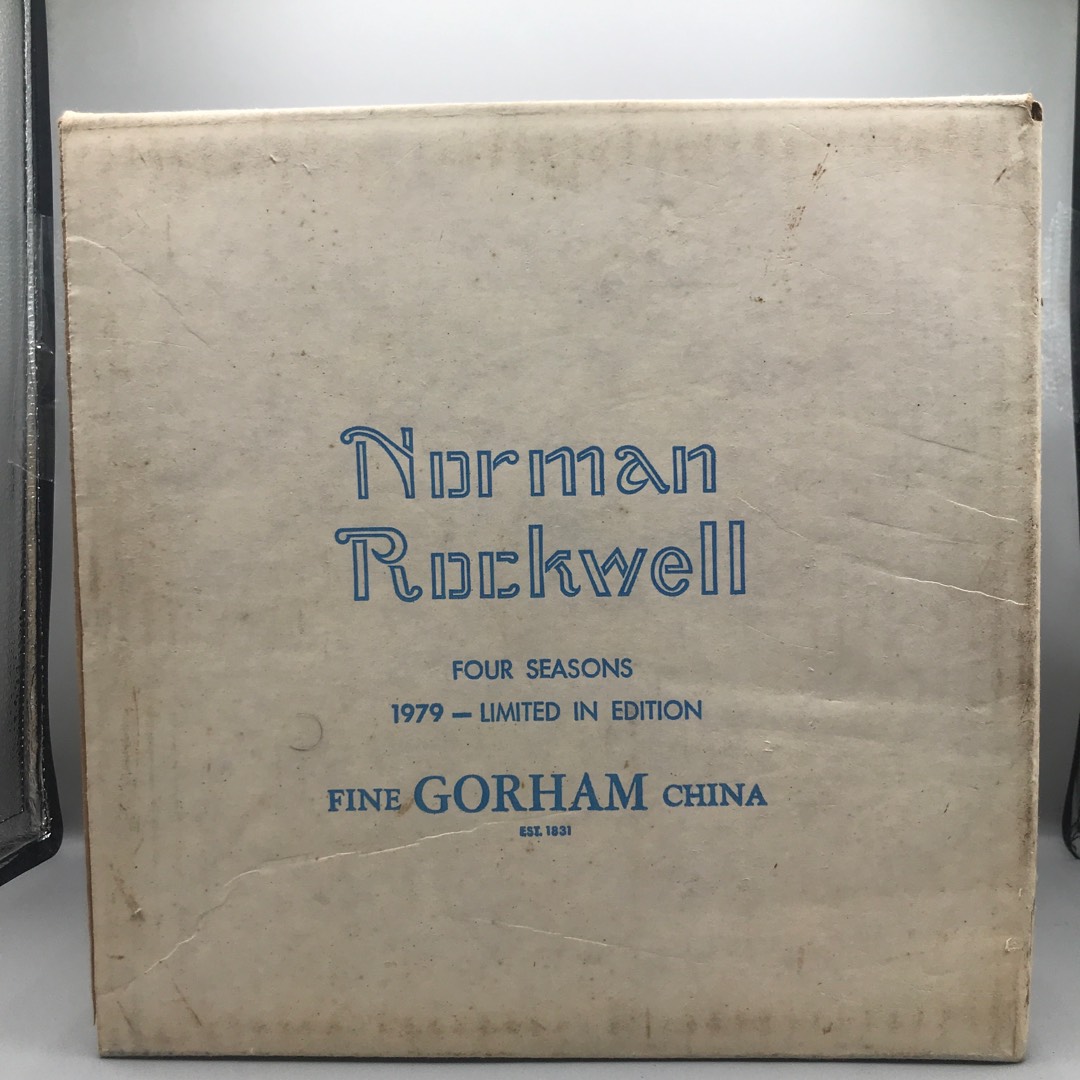 Norman
Rockwell
FOUR SEASONS
1979 — LIMITED IN EDITION
FINE GORHAM CHINA
EST. 1831